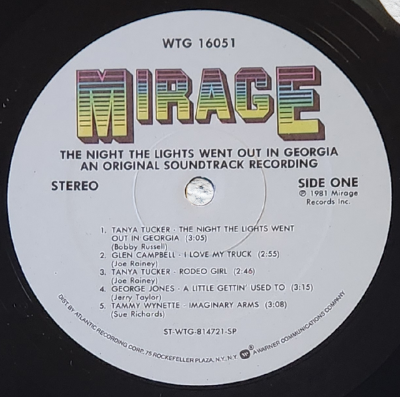 WTG 16051
MIRAGE
THE NIGHT THE LIGHTS WENT OUT IN GEORGIA
AN ORIGINAL SOUNDTRACK RECORDING
STEREO
SIDE ONE
℗ 1981 Mirage
Records Inc.
1. TANYA TUCKER - THE NIGHT THE LIGHTS WENT
OUT IN GEORGIA (3:05)
(Bobby Russell)
2. GLEN CAMPBELL - I LOVE MY TRUCK (2:55)
(Joe Rainey)
3. TANYA TUCKER - RODEO GIRL (2:46)
(Joe Rainey)
4. GEORGE JONES - A LITTLE GETTIN' USED TO (3:15)
(Jerry Taylor)
5. TAMMY WYNETTE - IMAGINARY ARMS (3:08)
(Sue Richards)
ST-WTG-814721-SP
DIST. BY ATLANTIC RECORDING CORP., 75 ROCKEFELLER PLAZA, N.Y., N.Y. W A WARNER COMMUNICATIONS COMPANY